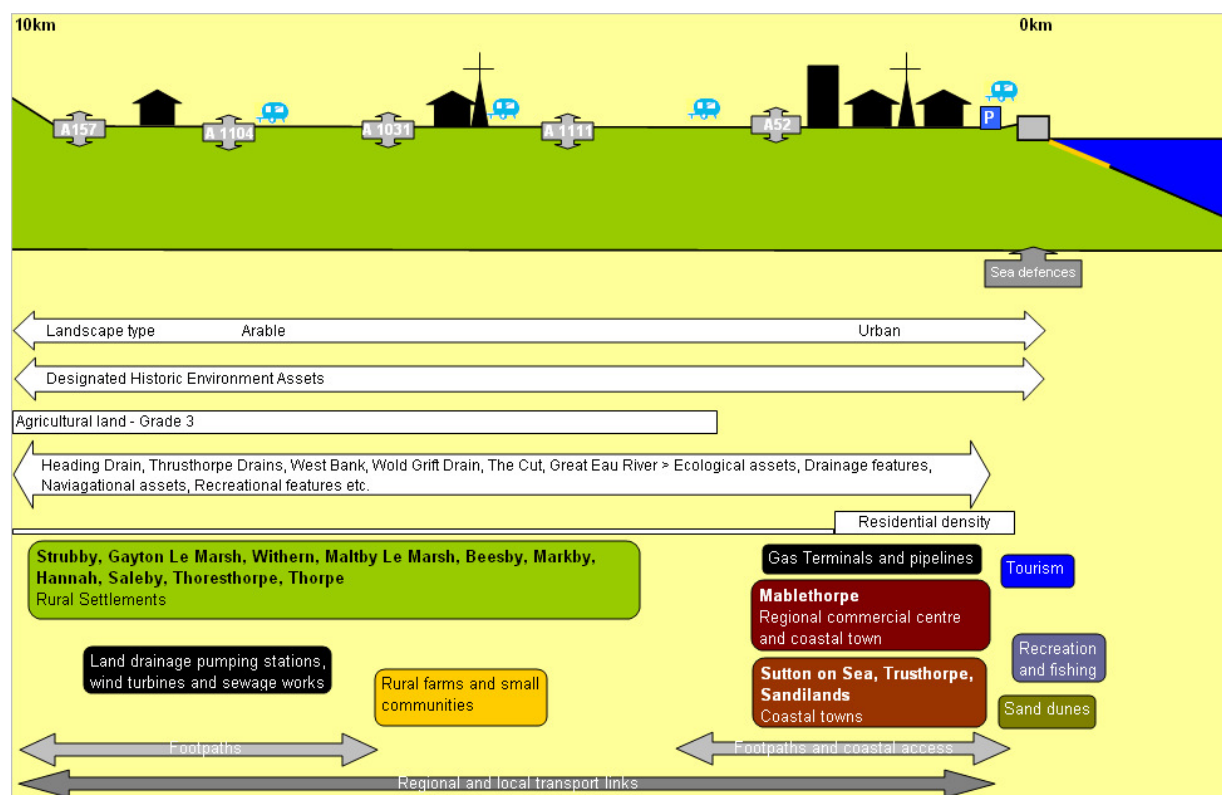 10km
0km
A157
A 1104
A 1031
A 1111
A52
P
Sea defences
Landscape type
Arable
Urban
Designated Historic Environment Assets
Agricultural land - Grade 3
Heading Drain, Thrusthorpe Drains, West Bank, Wold Grift Drain, The Cut, Great Eau River > Ecological assets, Drainage features,
Naviagational assets, Recreational features etc.
Residential density
Strubby, Gayton Le Marsh, Withern, Maltby Le Marsh, Beesby, Markby,
Hannah, Saleby, Thoresthorpe, Thorpe
Rural Settlements
Gas Terminals and pipelines
Tourism
Mablethorpe
Regional commercial centre
and coastal town
Land drainage pumping stations,
wind turbines and sewage works
Rural farms and small
communities
Sutton on Sea, Trusthorpe,
Sandilands
Coastal towns
Recreation
and fishing
Sand dunes
Footpaths
Footpaths and coastal access
Regional and local transport links